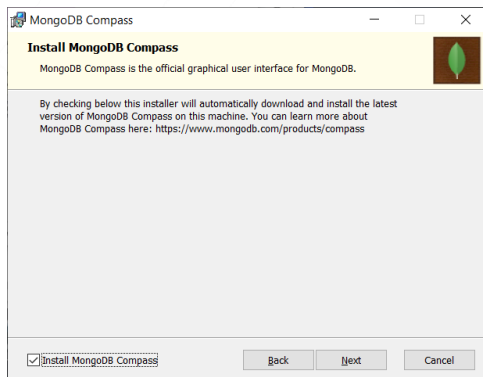 MongoDB Compass
Install MongoDB Compass
MongoDB Compass is the official graphical user interface for MongoDB.
By checking below this installer will automatically download and install the latest
version of MongoDB Compass on this machine. You can learn more about
MongoDB Compass here: https://www.mongodb.com/products/compass
Install MongoDB Compass
Back
Next
Cancel